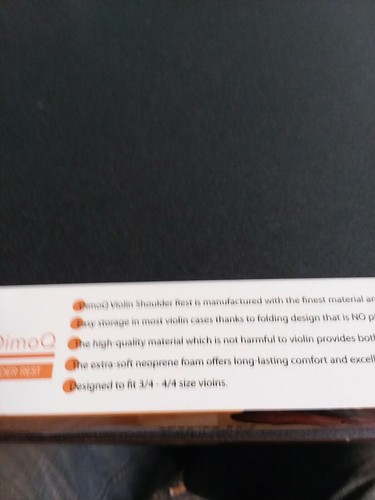 DimoQ Violin Shoulder Rest is manufactured with the finest material an
Easy storage in most violin cases thanks to folding design that is NO
DimoQ
The high-quality material which is not harmful to violin provides both
DER REST
The extra-soft neoprene foam offers long-lasting comfort and excell
Designed to fit 3/4 - 4/4 size vioins.